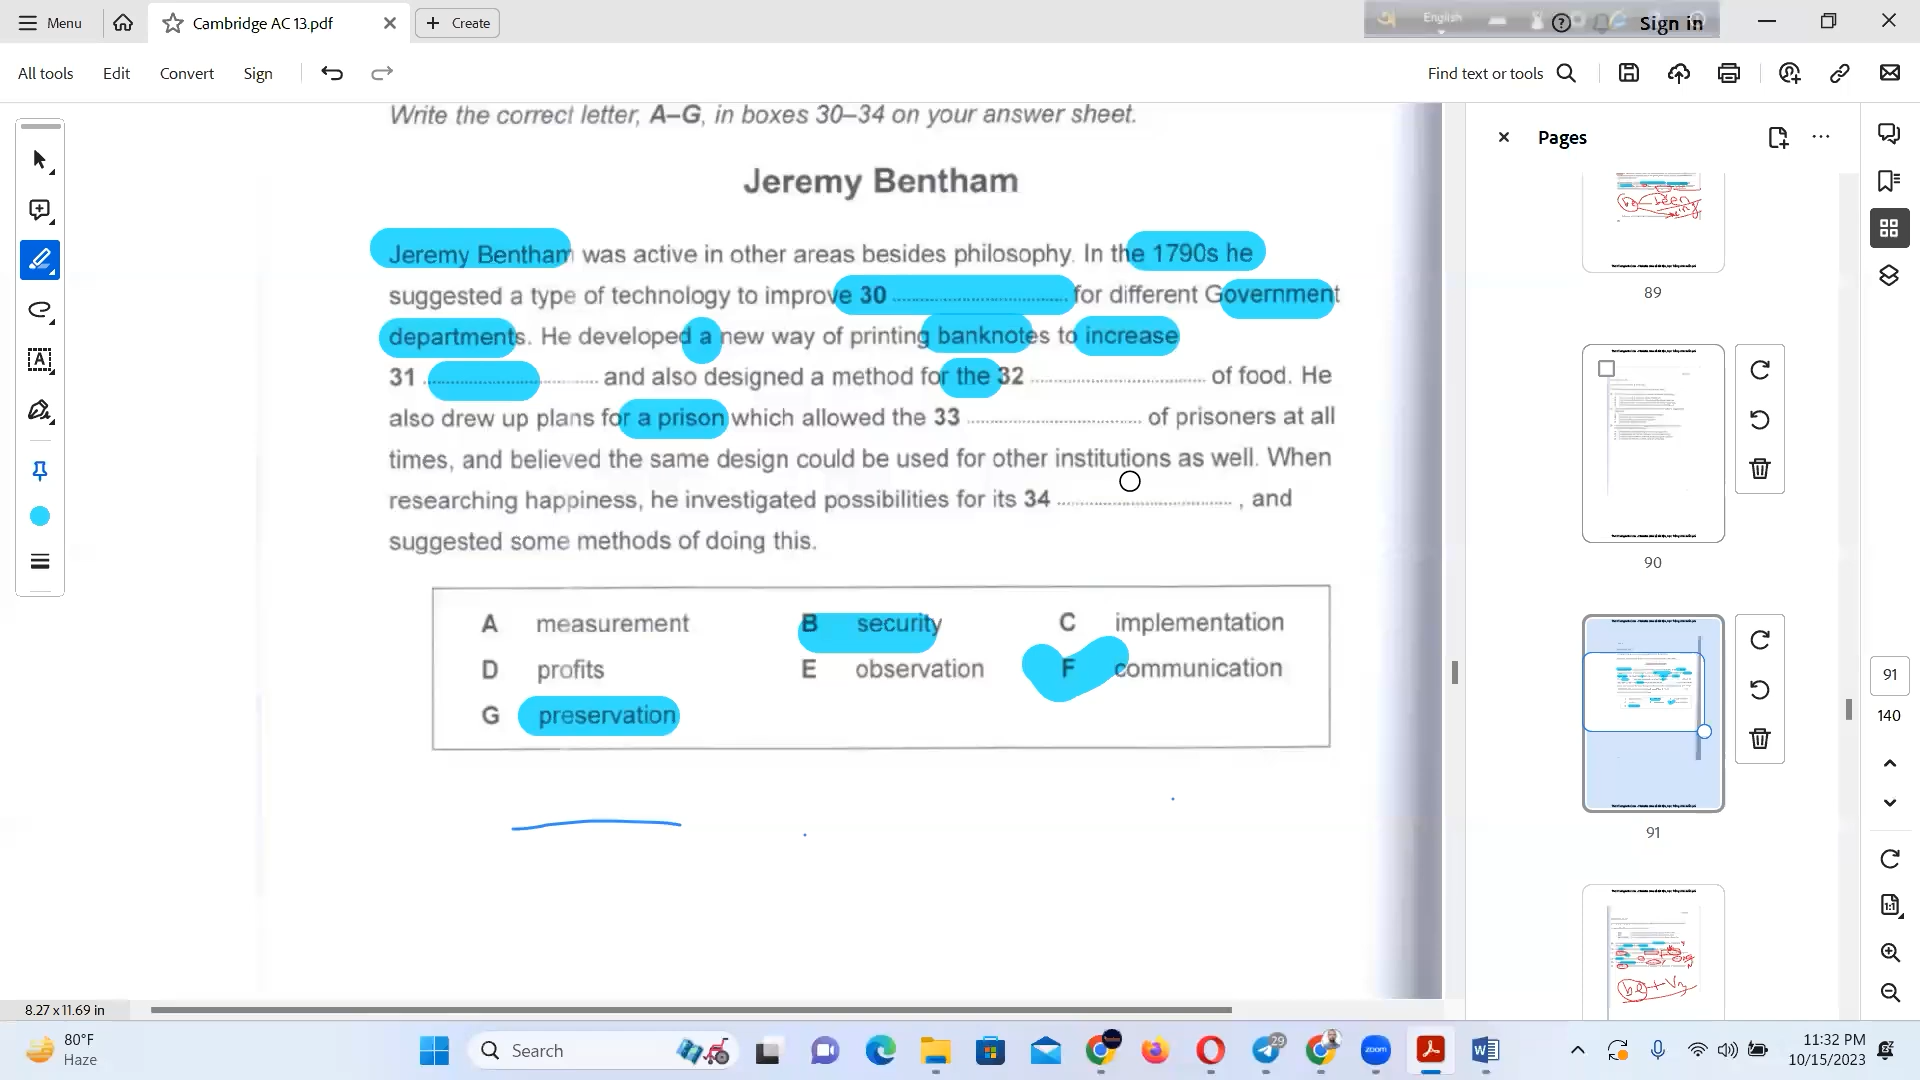 Menu
Cambridge AC 13.pdf
Create
English
Sign in
All tools
Edit
Convert
Sign
Find text or tools
Write the correct letter, A–G, in boxes 30–34 on your answer sheet.
Jeremy Bentham
Jeremy Bentham was active in other areas besides philosophy. In the 1790s he
suggested a type of technology to improve 30 .................... for different Government
departments. He developed a new way of printing banknotes to increase
31 .................... and also designed a method for the 32 .................... of food. He
also drew up plans for a prison which allowed the 33 .................... of prisoners at all
times, and believed the same design could be used for other institutions as well. When
researching happiness, he investigated possibilities for its 34 .................... , and
suggested some methods of doing this.
A measurement B security C implementation
D profits E observation F communication
G preservation
Pages
89
90
91
91
140
8.27 x 11.69 in
80°F
Haze
Search
29
zoom
11:32 PM
10/15/2023